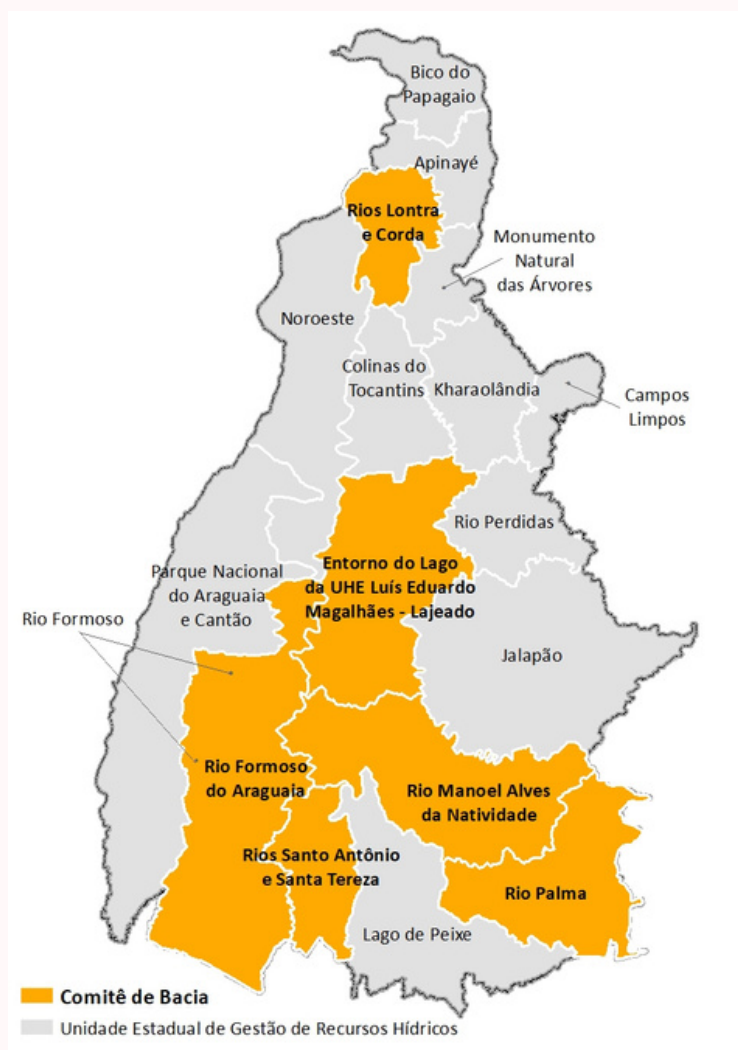 Bico do
Papagaio
Apinayé
Rios Lontra
e Corda
Monumento
Natural
das Árvores
Noroeste
Colinas do
Tocantins
Kharaolândia
Campos
Limpos
Rio Perdidas
Entorno do Lago
da UHE Luís Eduardo
Magalhães - Lajeado
Parque Nacional
do Araguaia
e Cantão
Rio Formoso
Jalapão
Rio Formoso
do Araguaia
Rio Manoel Alves
da Natividade
Rios Santo Antônio
e Santa Tereza
Rio Palma
Lago de Peixe
Comitê de Bacia
Unidade Estadual de Gestão de Recursos Hídricos